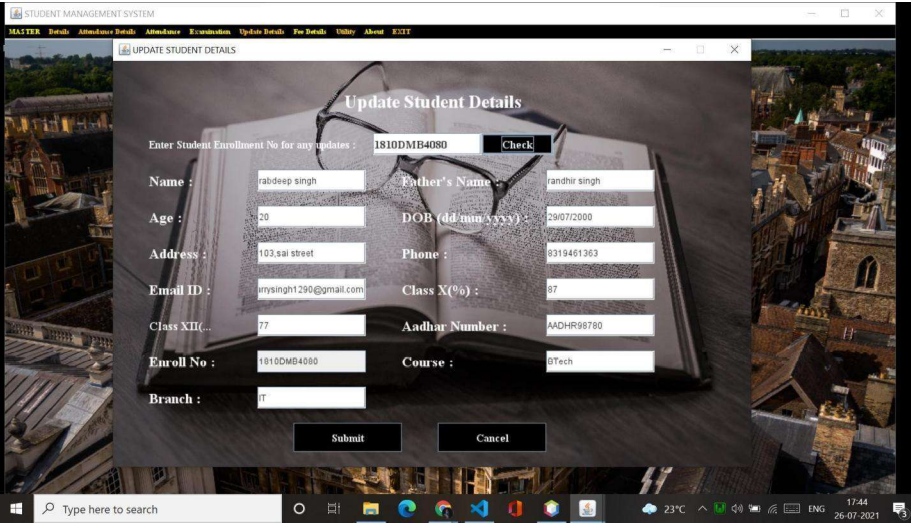 STUDENT MANAGEMENT SYSTEM
MASTER Details Attendance Details Attendance Examination Update Details Fee Details Utility About EXIT
UPDATE STUDENT DETAILS
Update Student Details
Enter Student Enrollment No for any updates : 1810DMB4080 Check
Name : rabdeep singh Father's Name : randhir singh
Age : 20 DOB (dd/mm/yyyy) : 29/07/2000
Address : 103,sai street Phone : 8319461363
Email ID : arrysingh1290@gmail.com Class X(%) : 87
Class XII(... 77 Aadhar Number : AADHR98780
Enroll No : 1810DMB4080 Course : BTech
Branch : IT
Submit Cancel
Type here to search 23°C ENG 17:44
26-07-2021